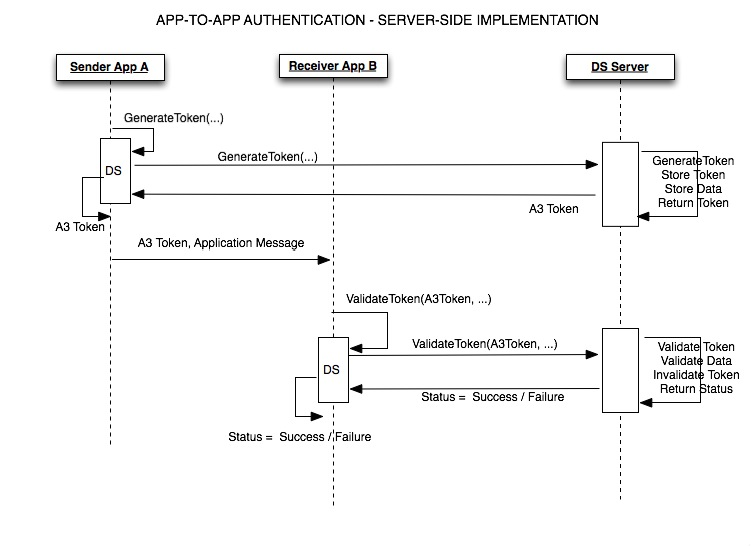 APP-TO-APP AUTHENTICATION - SERVER-SIDE IMPLEMENTATION
Sender App A
Receiver App B
DS Server
GenerateToken(...)
DS
GenerateToken(...)
GenerateToken
Store Token
Store Data
Return Token
A3 Token
A3 Token
A3 Token, Application Message
ValidateToken(A3Token, ...)
DS
ValidateToken(A3Token, ...)
Validate Token
Validate Data
Invalidate Token
Return Status
Status = Success / Failure
Status = Success / Failure